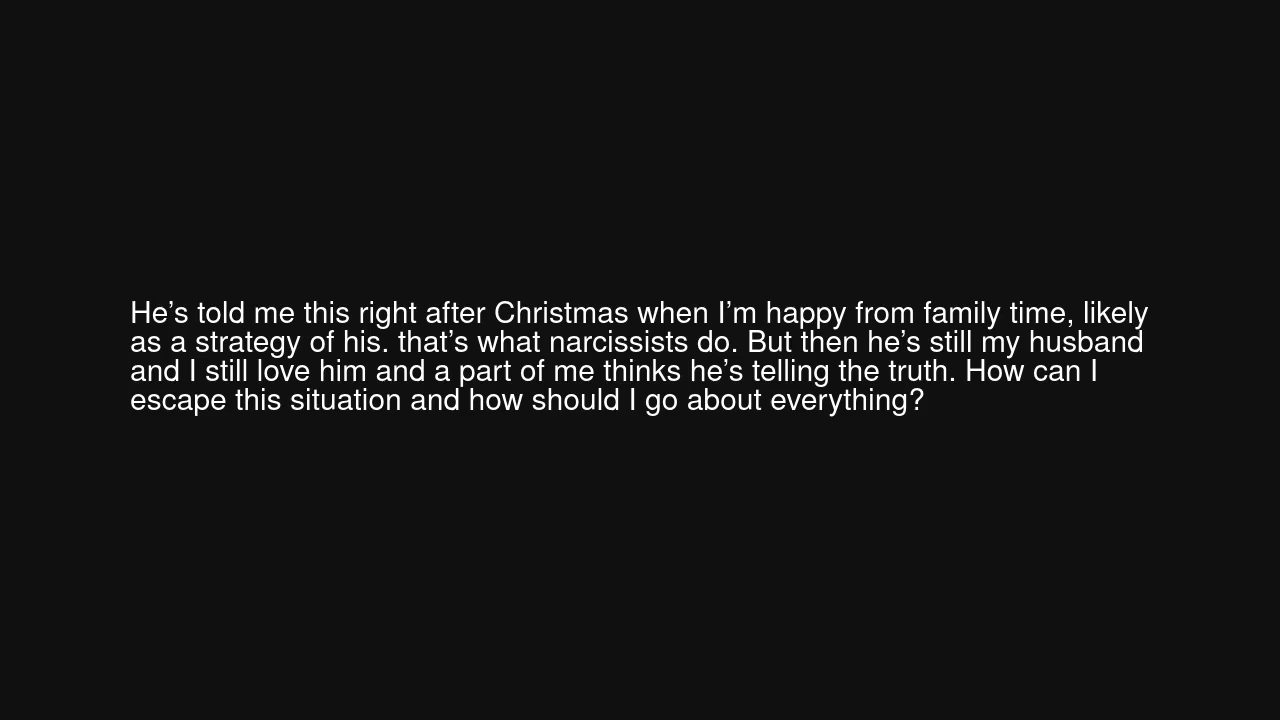 He’s told me this right after Christmas when I’m happy from family time, likely
as a strategy of his. that’s what narcissists do. But then he’s still my husband
and I still love him and a part of me thinks he’s telling the truth. How can I
escape this situation and how should I go about everything?